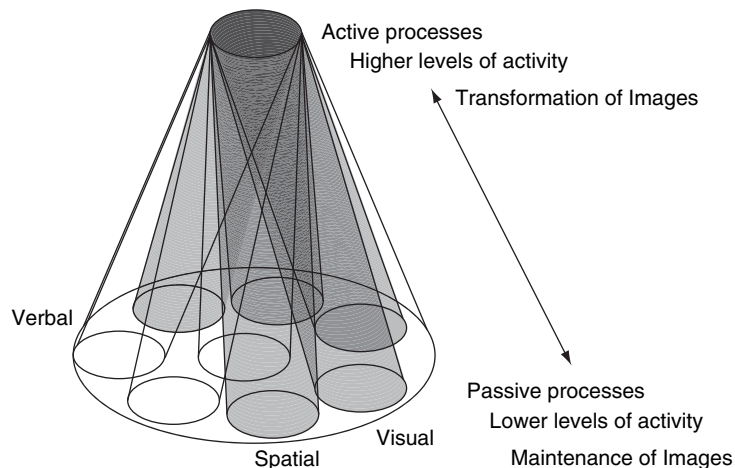 Active processes
Higher levels of activity
Transformation of Images
Verbal
Passive processes
Lower levels of activity
Visual
Spatial
Maintenance of Images